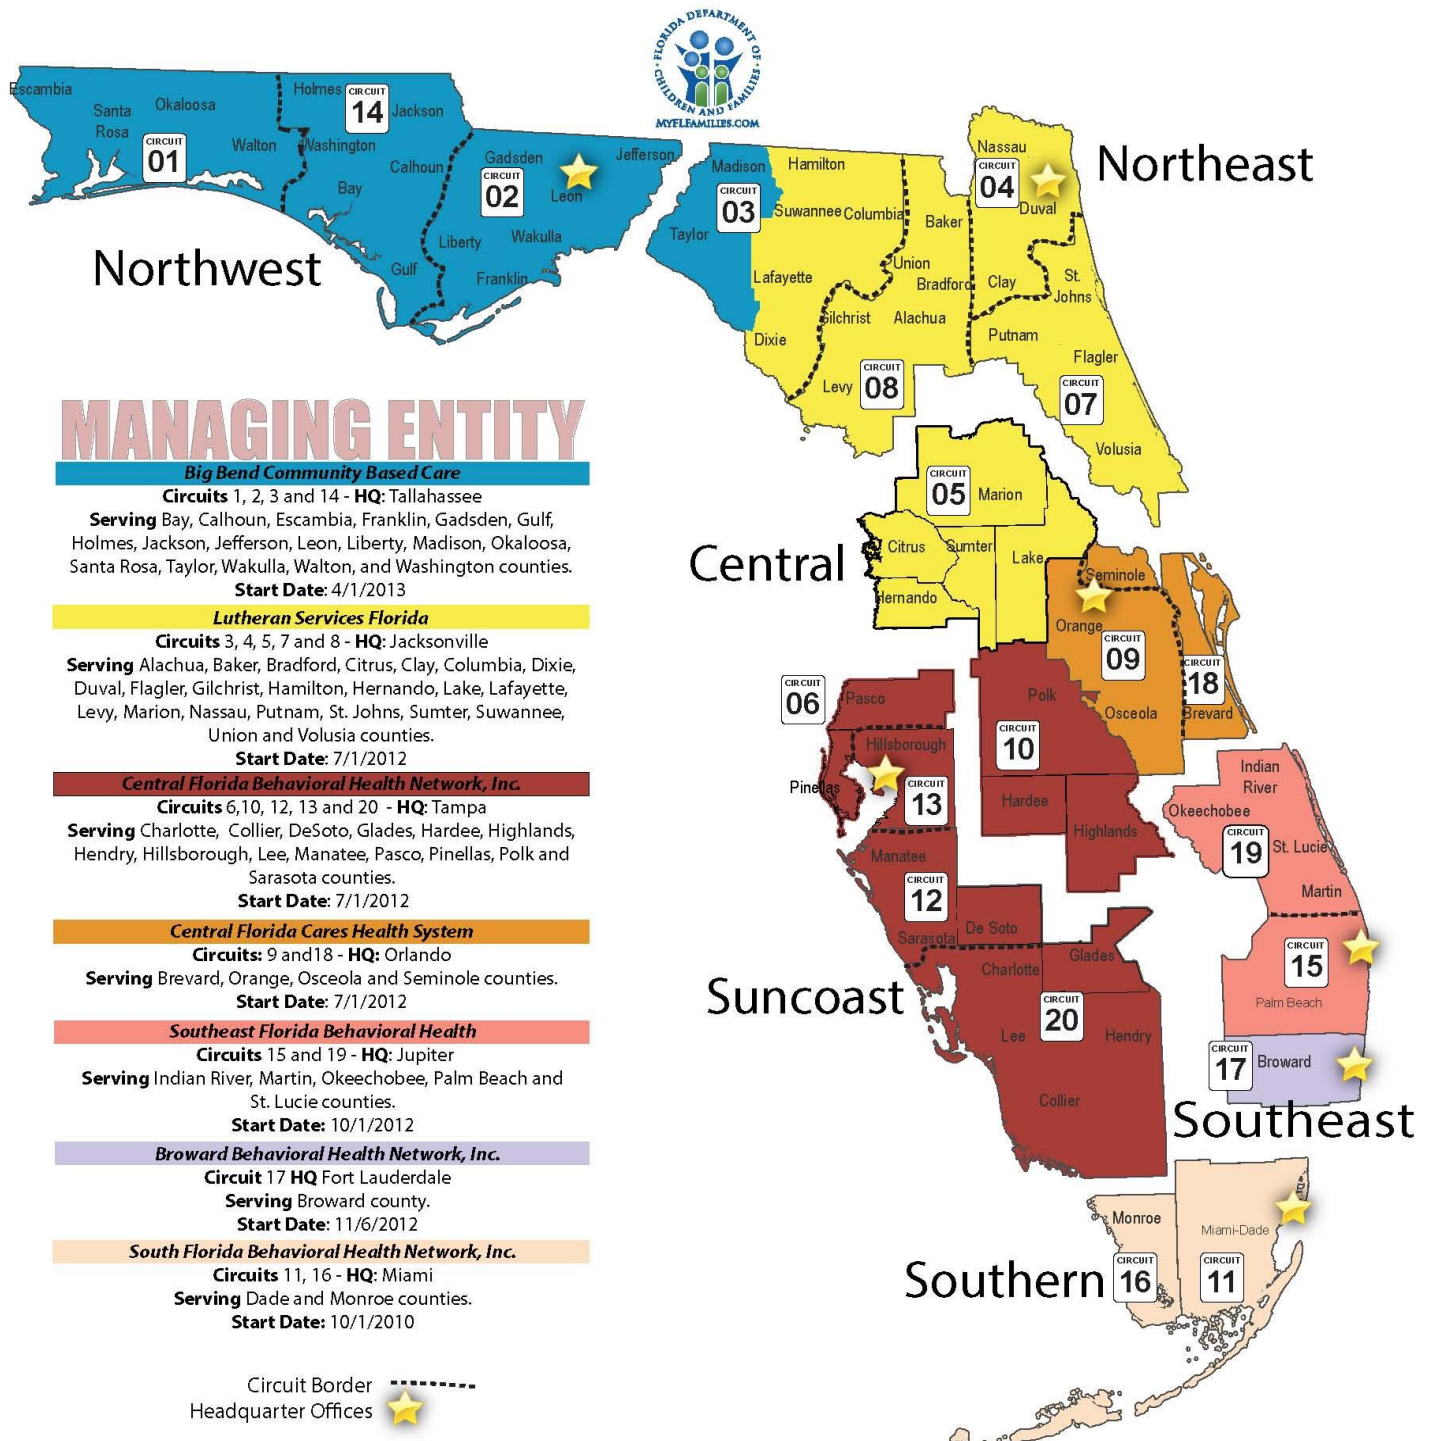 FLORIDA DEPARTMENT OF
CHILDREN AND FAMILIES
MYFLFAMILIES.COM
Escambia
Santa
Rosa
Okaloosa
CIRCUIT
01
Walton
Holmes
CIRCUIT
14
Jackson
Washington
Calhoun
Bay
Gulf
Gadsden
CIRCUIT
02
Leon
Jefferson
Liberty
Wakulla
Franklin
Northwest
Madison
CIRCUIT
03
Taylor
Hamilton
Suwannee
Columbia
Lafayette
Dixie
Baker
Union
Bradford
Gilchrist
Alachua
Levy
CIRCUIT
08
Nassau
CIRCUIT
04
Duval
Clay
St.
Johns
Putnam
Flagler
CIRCUIT
07
Volusia
Northeast
MANAGING ENTITY
Big Bend Community Based Care
Circuits 1, 2, 3 and 14 - HQ: Tallahassee
Serving Bay, Calhoun, Escambia, Franklin, Gadsden, Gulf,
Holmes, Jackson, Jefferson, Leon, Liberty, Madison, Okaloosa,
Santa Rosa, Taylor, Wakulla, Walton, and Washington counties.
Start Date: 4/1/2013
Lutheran Services Florida
Circuits 3, 4, 5, 7 and 8 - HQ: Jacksonville
Serving Alachua, Baker, Bradford, Citrus, Clay, Columbia, Dixie,
Duval, Flagler, Gilchrist, Hamilton, Hernando, Lake, Lafayette,
Levy, Marion, Nassau, Putnam, St. Johns, Sumter, Suwannee,
Union and Volusia counties.
Start Date: 7/1/2012
Central Florida Behavioral Health Network, Inc.
Circuits 6,10, 12, 13 and 20 - HQ: Tampa
Serving Charlotte, Collier, DeSoto, Glades, Hardee, Highlands,
Hendry, Hillsborough, Lee, Manatee, Pasco, Pinellas, Polk and
Sarasota counties.
Start Date: 7/1/2012
Central Florida Cares Health System
Circuits: 9 and18 - HQ: Orlando
Serving Brevard, Orange, Osceola and Seminole counties.
Start Date: 7/1/2012
Southeast Florida Behavioral Health
Circuits 15 and 19 - HQ: Jupiter
Serving Indian River, Martin, Okeechobee, Palm Beach and
St. Lucie counties.
Start Date: 10/1/2012
Broward Behavioral Health Network, Inc.
Circuit 17 HQ Fort Lauderdale
Serving Broward county.
Start Date: 11/6/2012
South Florida Behavioral Health Network, Inc.
Circuits 11, 16 - HQ: Miami
Serving Dade and Monroe counties.
Start Date: 10/1/2010
Circuit Border
Headquarter Offices
Central
CIRCUIT
05
Marion
Citrus
Sumter
Lake
Hernando
Seminole
Orange
CIRCUIT
09
CIRCUIT
18
Osceola
Brevard
CIRCUIT
06
Pasco
Polk
CIRCUIT
10
Hillsborough
Pinellas
CIRCUIT
13
Hardee
Highlands
Manatee
CIRCUIT
12
Sarasota
De Soto
Charlotte
Glades
CIRCUIT
20
Lee
Hendry
Collier
Suncoast
Indian
River
Okeechobee
CIRCUIT
19
St. Lucie
Martin
CIRCUIT
15
Palm Beach
CIRCUIT
17
Broward
Southeast
Monroe
Miami-Dade
CIRCUIT
16
CIRCUIT
11
Southern